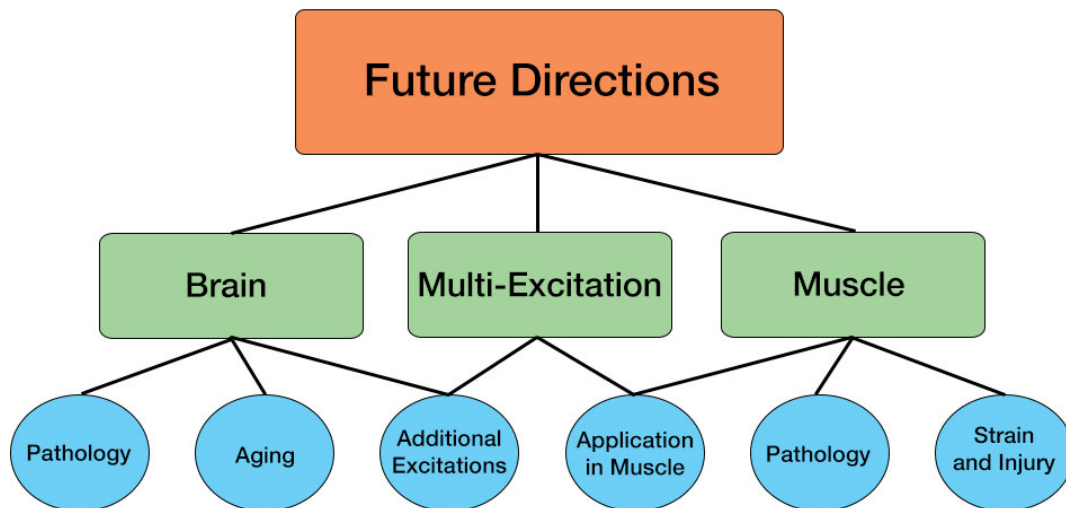 Future Directions
Brain
Multi-Excitation
Muscle
Pathology
Aging
Additional
Excitations
Application
in Muscle
Pathology
Strain
and Injury